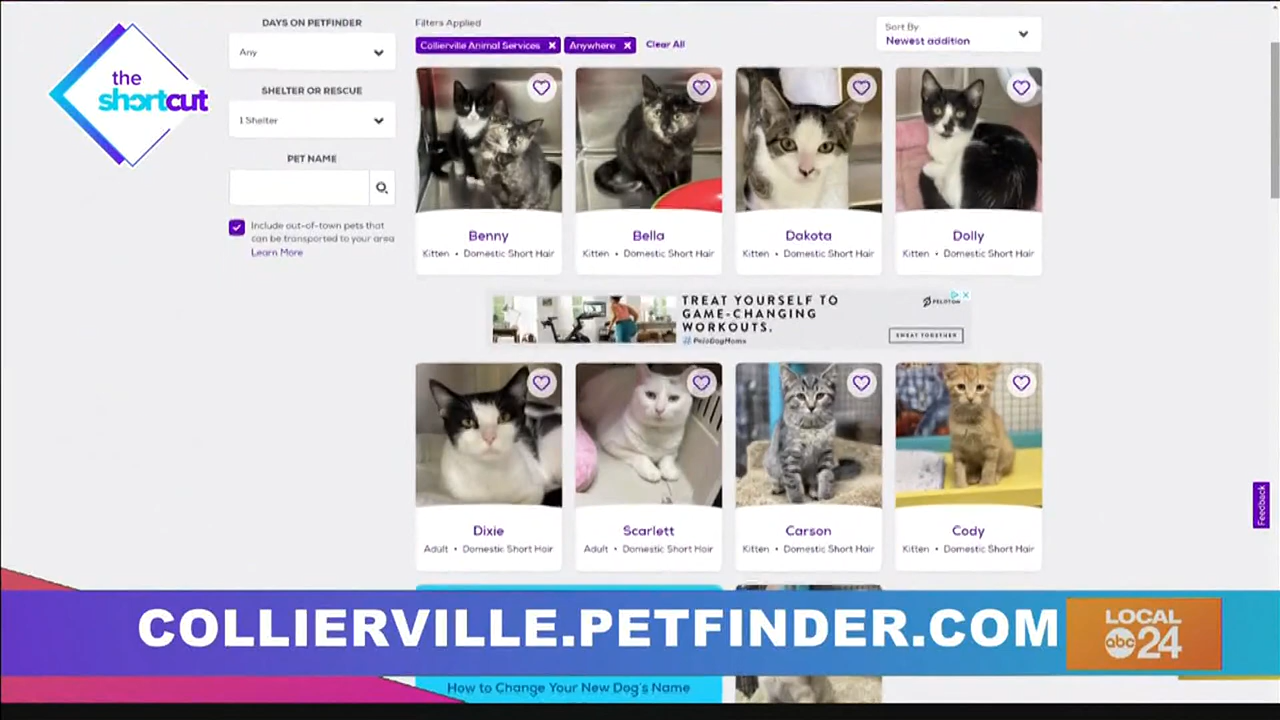 the
shortcut
DAYS ON PETFINDER
Any
SHELTER OR RESCUE
1 Shelter
PET NAME
Include out-of-town pets that
can be transported to your area
Learn More
Filters Applied
Collierville Animal Services ×
Anywhere ×
Clear All
Sort By:
Newest addition
Benny
Kitten • Domestic Short Hair
Bella
Kitten • Domestic Short Hair
Dakota
Kitten • Domestic Short Hair
Dolly
Kitten • Domestic Short Hair
TREAT YOURSELF TO
GAME-CHANGING
WORKOUTS.
#PeloDogMoms
PELOTON
SWEAT TOGETHER
Dixie
Adult • Domestic Short Hair
Scarlett
Adult • Domestic Short Hair
Carson
Kitten • Domestic Short Hair
Cody
Kitten • Domestic Short Hair
Feedback
COLLIERVILLE.PETFINDER.COM
LOCAL
abc 24
How to Change Your New Dog's Name